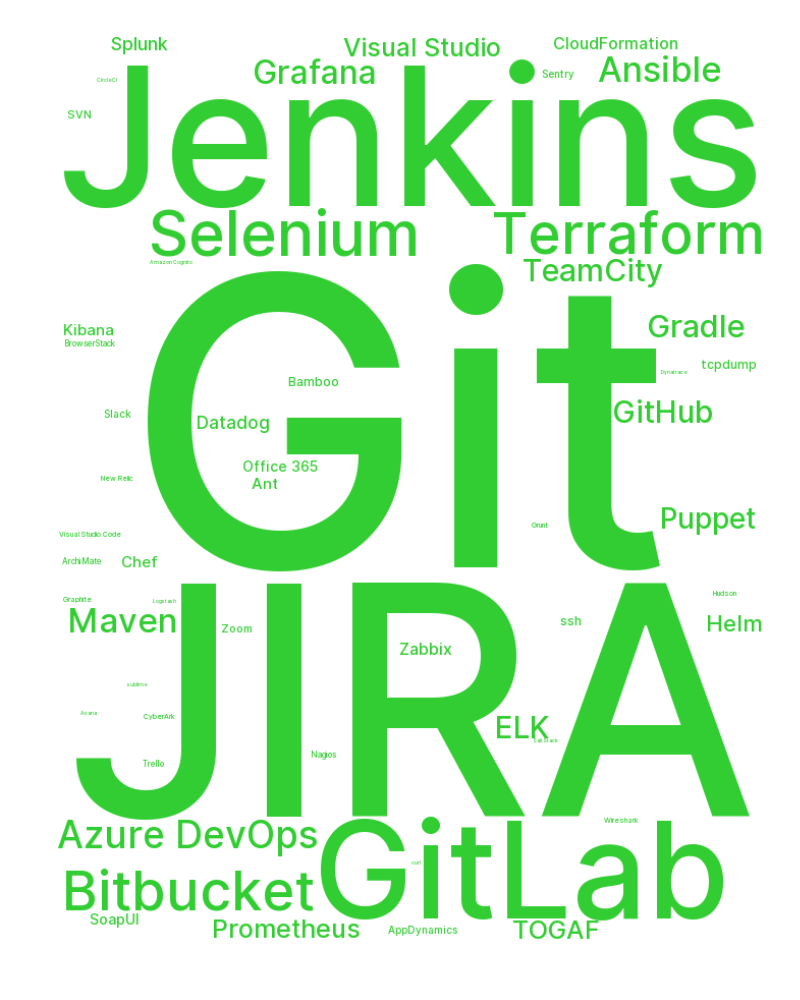 Splunk
Visual Studio
CloudFormation
Grafana
Sentry
Ansible
CircleCI
SVN
Jenkins
Selenium
Terraform
Amazon Cognito
TeamCity
Kibana
BrowserStack
Gradle
tcpdump
Dynatrace
Git
Bamboo
Slack
Datadog
GitHub
Office 365
Ant
New Relic
Puppet
Grunt
Visual Studio Code
ArchiMate
Chef
Graphite
Logstash
Hudson
Maven
Zoom
ssh
Helm
JIRA
Zabbix
sublime
Asana
CyberArk
ELK
SaltStack
Nagios
Trello
Azure DevOps
Wireshark
GitLab
curl
Bitbucket
SoapUI
Prometheus
AppDynamics
TOGAF